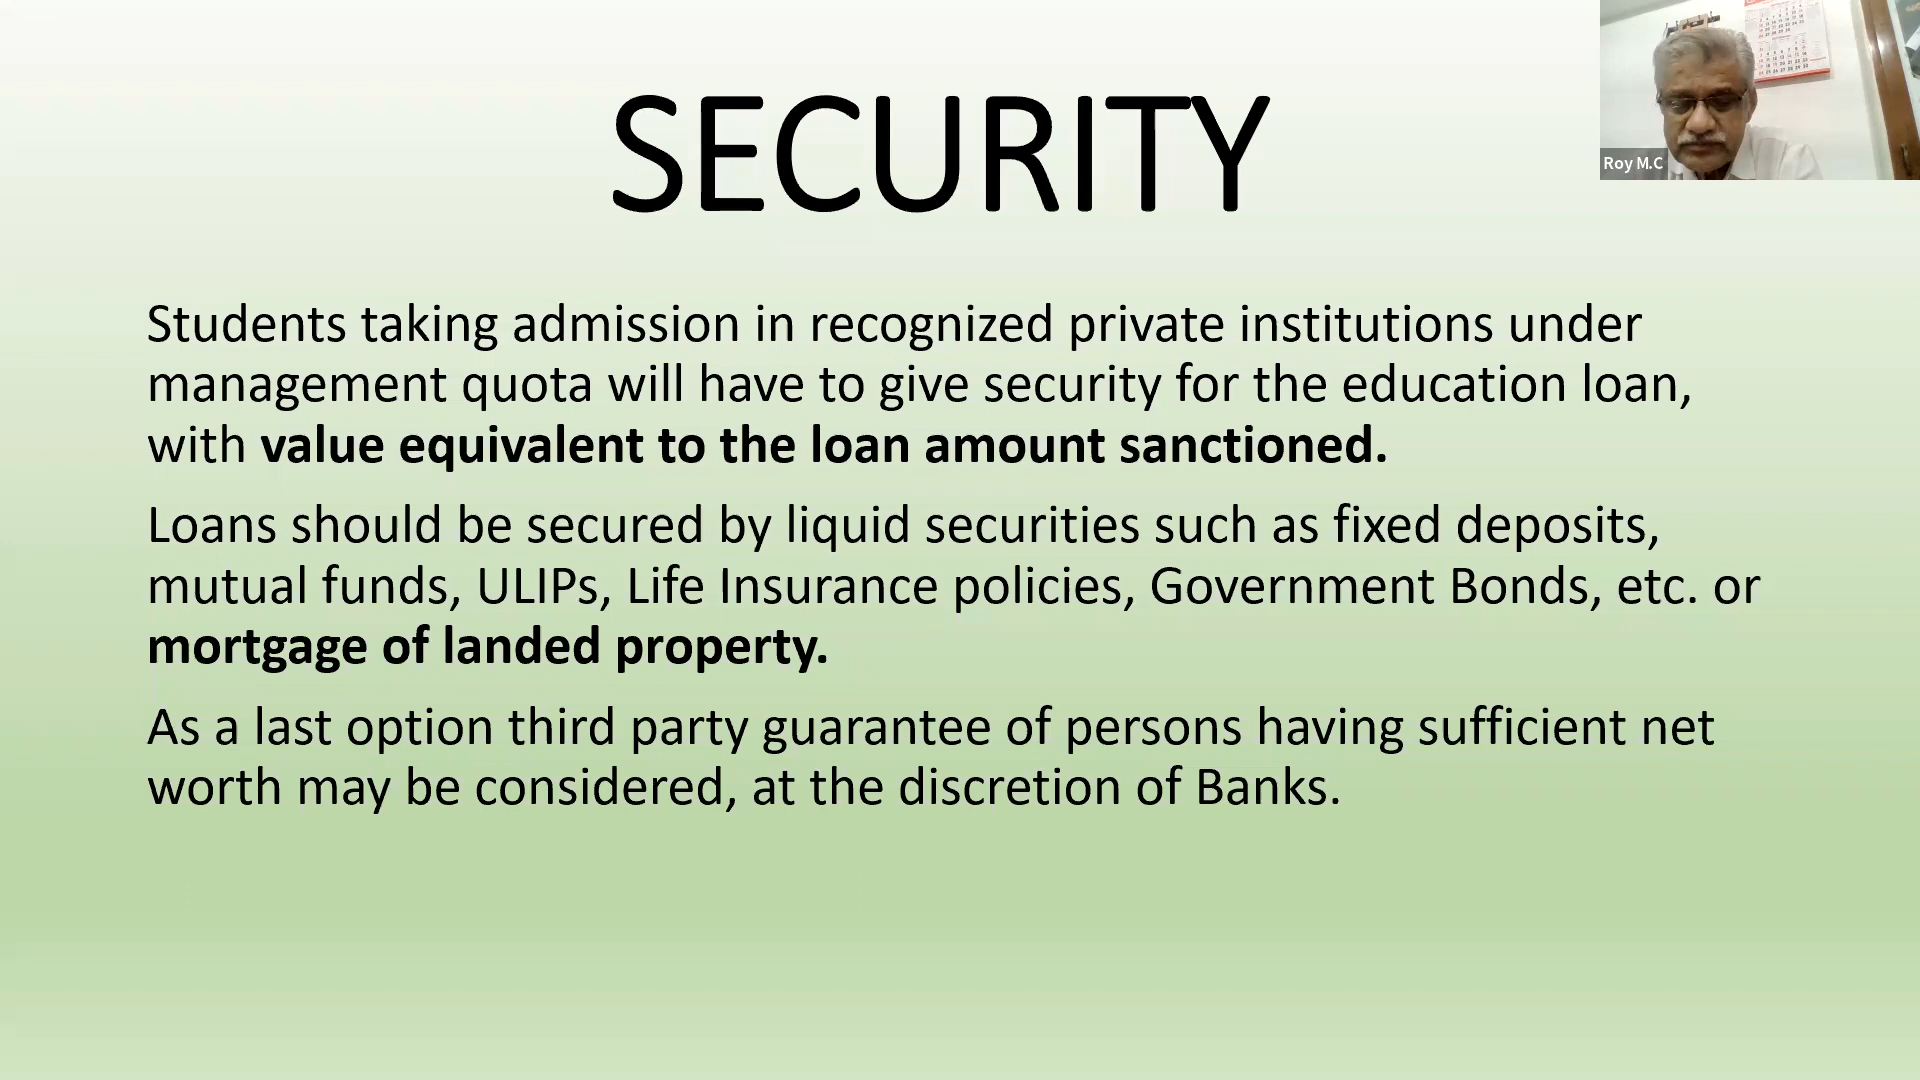 SECURITY
Roy M.C
Students taking admission in recognized private institutions under
management quota will have to give security for the education loan,
with value equivalent to the loan amount sanctioned.
Loans should be secured by liquid securities such as fixed deposits,
mutual funds, ULIPs, Life Insurance policies, Government Bonds, etc. or
mortgage of landed property.
As a last option third party guarantee of persons having sufficient net
worth may be considered, at the discretion of Banks.